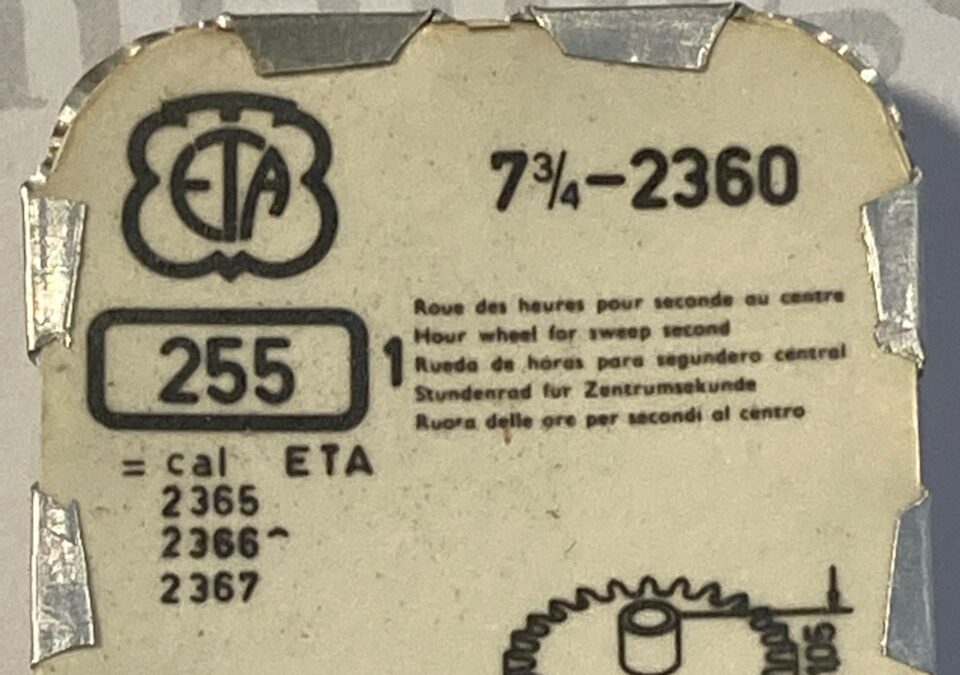 ETA
7¾-2360
255
1
Roue des heures pour seconde au centre
Hour wheel for sweep second
Rueda de horas para segundero central
Stundenrad für Zentrumsekunde
Ruora delle ore per secondi al centro
= cal ETA
2365
2366
2367
105